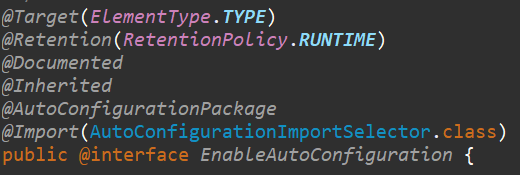 @Target(ElementType.TYPE)
@Retention(RetentionPolicy.RUNTIME)
@Documented
@Inherited
@AutoConfigurationPackage
@Import(AutoConfigurationImportSelector.class)
public @interface EnableAutoConfiguration {